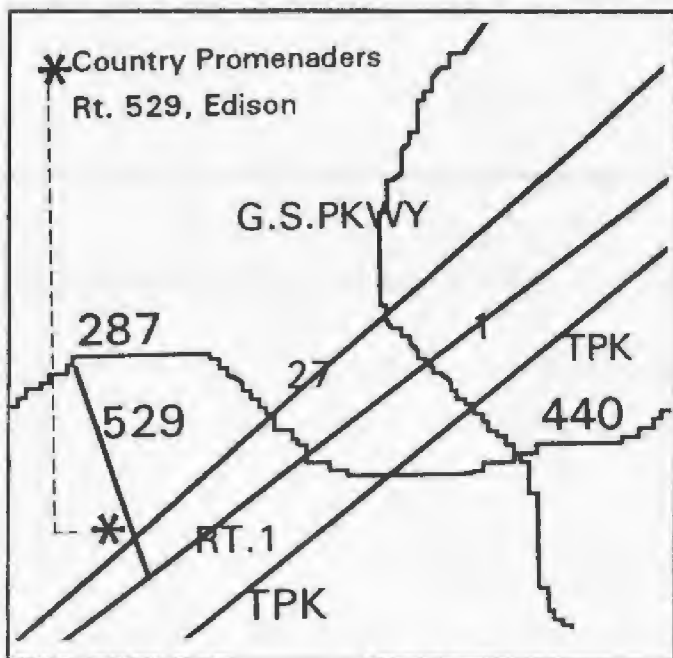 Country Promenaders
Rt. 529, Edison
G.S.PKWY
287
1
27
TPK
529
440
RT.1
TPK